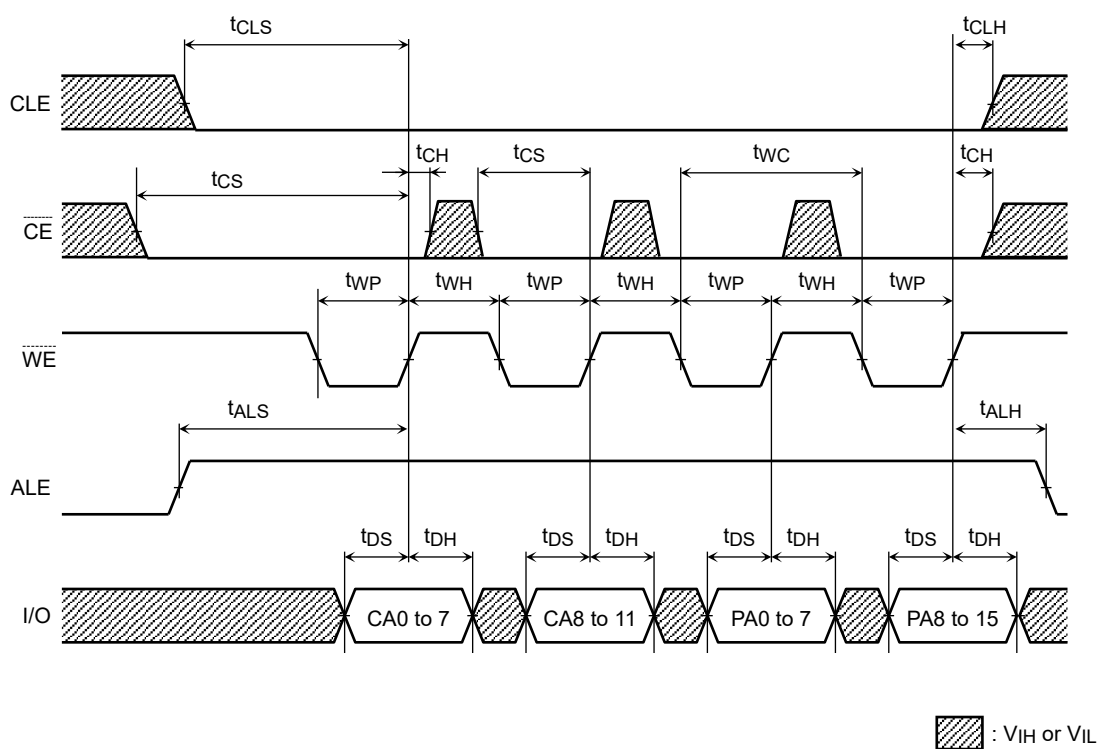 tCLS
tCLH
CLE
tCH
tCS
tWC
tCH
tCS
CE
tWP
tWH
tWP
tWH
tWP
tWH
tWP
WE
tALS
tALH
ALE
tDS
tDH
tDS
tDH
tDS
tDH
tDS
tDH
I/O
CA0 to 7
CA8 to 11
PA0 to 7
PA8 to 15
: VIH or VIL